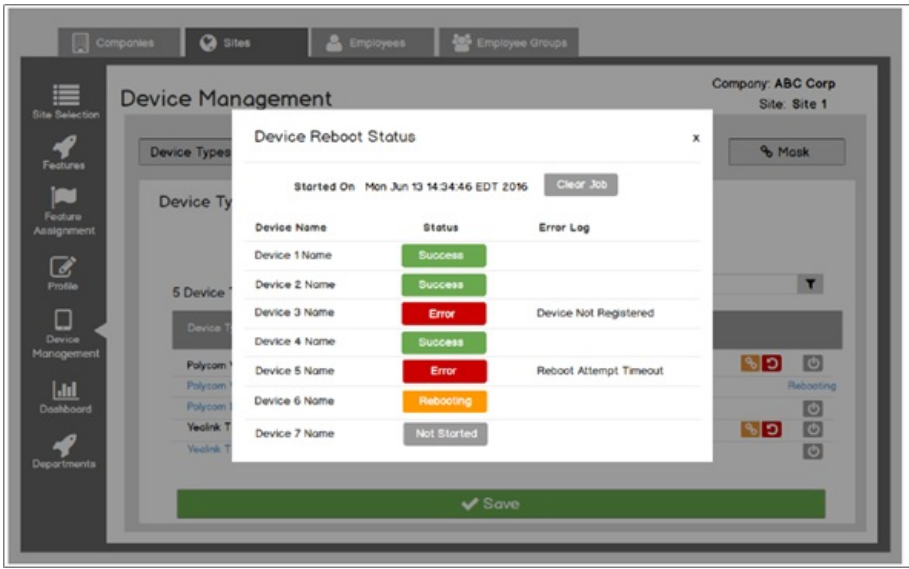 Companies Sites Employees Employee Groups
Site Selection
Features
Feature
Assignment
Profile
Device
Management
Dashboard
Departments
Device Management
Company: ABC Corp
Site: Site 1
Device Types
Mask
Device Ty
5 Device
Device Ty
Polycom
Polycom
Rebooting
Polycom
Yealink T
Yealink T
Save
Device Reboot Status x
Started On Mon Jun 13 14:34:46 EDT 2016 Clear Job
Device Name Status Error Log
Device 1 Name Success
Device 2 Name Success
Device 3 Name Error Device Not Registered
Device 4 Name Success
Device 5 Name Error Reboot Attempt Timeout
Device 6 Name Rebooting
Device 7 Name Not Started